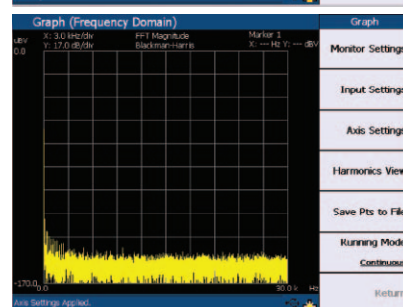 Graph (Frequency Domain)
Graph
X: 3.0 kHz/div
FFT Magnitude
Marker 1
Y: 17.0 dB/div
Blackman-Harris
X: --- Hz Y: --- dBV
dBV
0.0
-170.0
0.0
30.0 k
Hz
Axis Settings Applied.
Monitor Settings
Input Settings
Axis Settings
Harmonics View
Save Pts to File
Running Mode
Continuous
Return